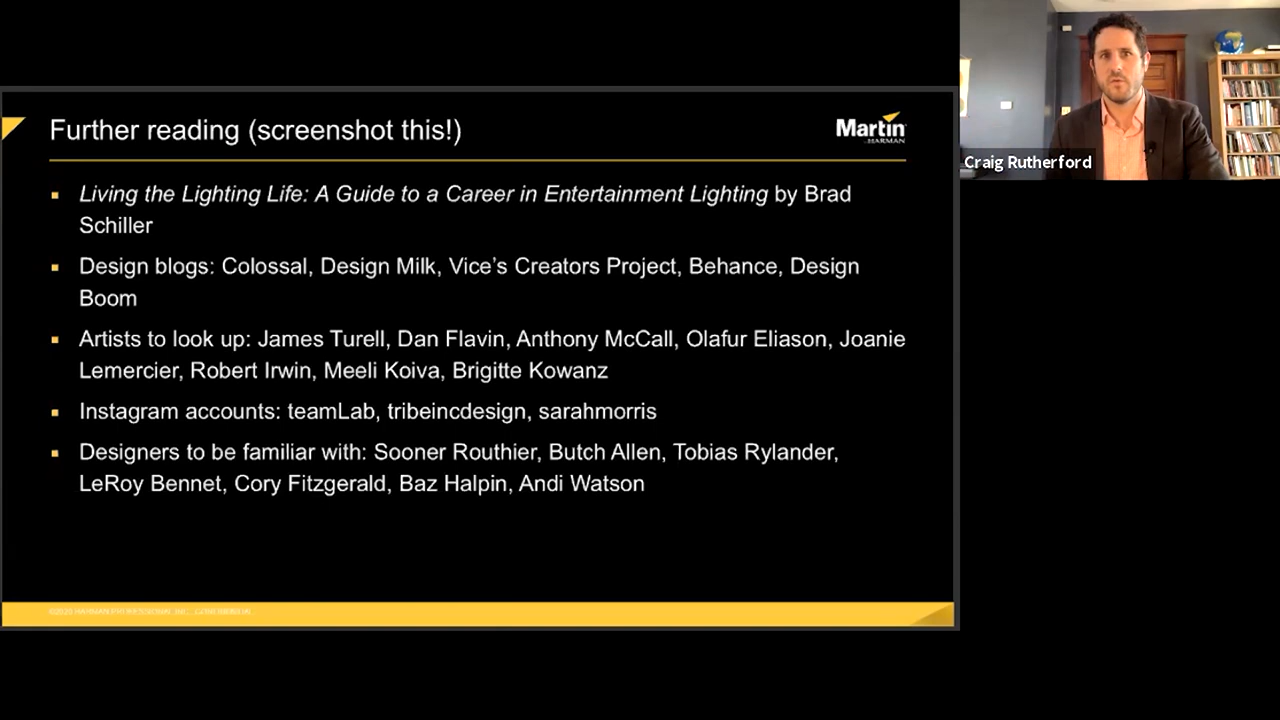 Further reading (screenshot this!)
Martin
by HARMAN
▪ Living the Lighting Life: A Guide to a Career in Entertainment Lighting by Brad
Schiller
▪ Design blogs: Colossal, Design Milk, Vice’s Creators Project, Behance, Design
Boom
▪ Artists to look up: James Turell, Dan Flavin, Anthony McCall, Olafur Eliason, Joanie
Lemercier, Robert Irwin, Meeli Koiva, Brigitte Kowanz
▪ Instagram accounts: teamLab, tribeincdesign, sarahmorris
▪ Designers to be familiar with: Sooner Routhier, Butch Allen, Tobias Rylander,
LeRoy Bennet, Cory Fitzgerald, Baz Halpin, Andi Watson
Craig Rutherford